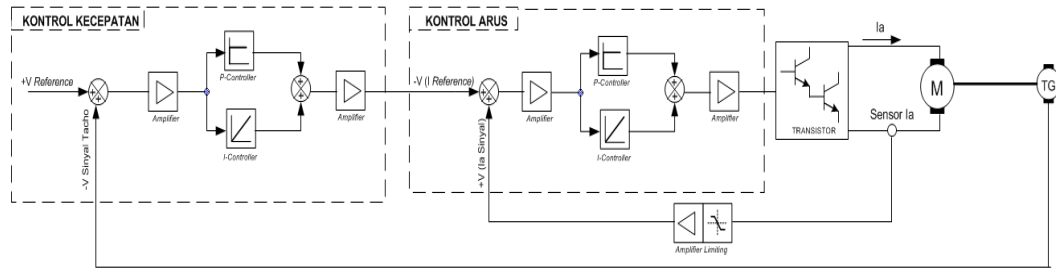 KONTROL KECEPATAN
+V Reference
-V Sinyal Tacho
Amplifier
P-Controller
I-Controller
Amplifier
KONTROL ARUS
-V (I Reference)
+V (Ia Sinyal)
Amplifier
P-Controller
I-Controller
Amplifier
TRANSISTOR
Ia
Sensor Ia
M
TG
Amplifier Limiting